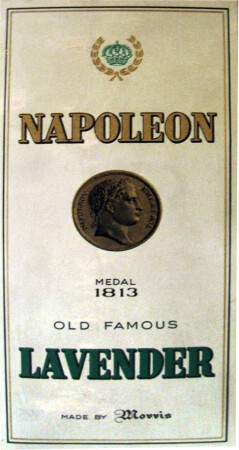 NAPOLEON
MEDAL
1813
OLD FAMOUS
LAVENDER
MADE BY Morris